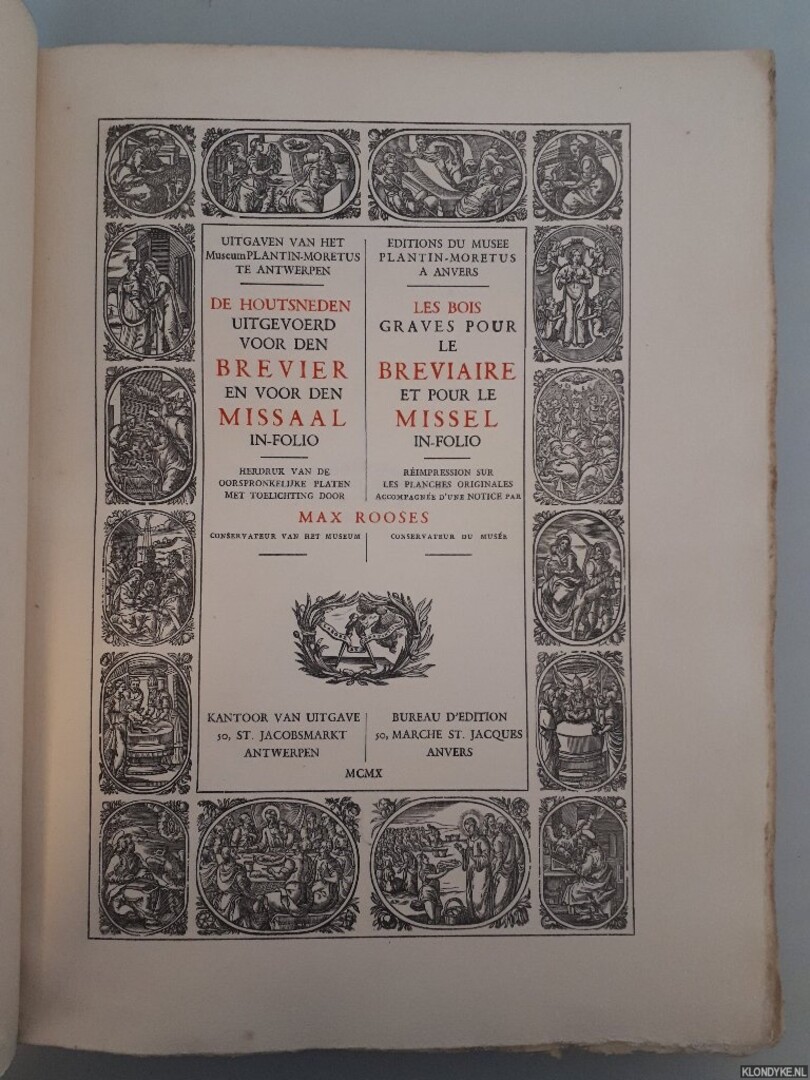 UITGAVEN VAN HET
Museum PLANTIN-MORETUS
TE ANTWERPEN
DE HOUTSNEDEN
UITGEVOERD
VOOR DEN
BREVIER
EN VOOR DEN
MISSAAL
IN-FOLIO
HERDRUK VAN DE
OORSPRONKELIJKE PLATEN
MET TOELICHTING DOOR
EDITIONS DU MUSEE
PLANTIN-MORETUS
A ANVERS
LES BOIS
GRAVES POUR
LE
BREVIAIRE
ET POUR LE
MISSEL
IN-FOLIO
RÉIMPRESSION SUR
LES PLANCHES ORIGINALES
ACCOMPAGNÉE D'UNE NOTICE PAR
MAX ROOSES
CONSERVATEUR VAN HET MUSEUM
CONSERVATEUR DU MUSÉE
KANTOOR VAN UITGAVE
50, ST. JACOBSMARKT
ANTWERPEN
BUREAU D'EDITION
50, MARCHE ST. JACQUES
ANVERS
MCMX
KLONDYKE.NL